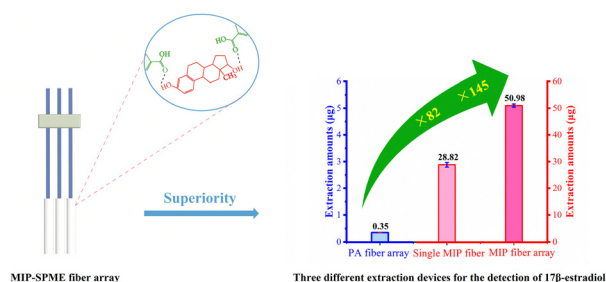 HO
O
OH
O
HO
OH
CH₃
HO
MIP-SPME fiber array
Superiority
Extraction amounts (μg)
6
5
4
3
2
1
0
×82
×145
0.35
28.82
50.98
60
50
40
30
20
10
0
Extraction amounts (μg)
PA fiber array
Single MIP fiber
MIP fiber array
Three different extraction devices for the detection of 17β-estradiol